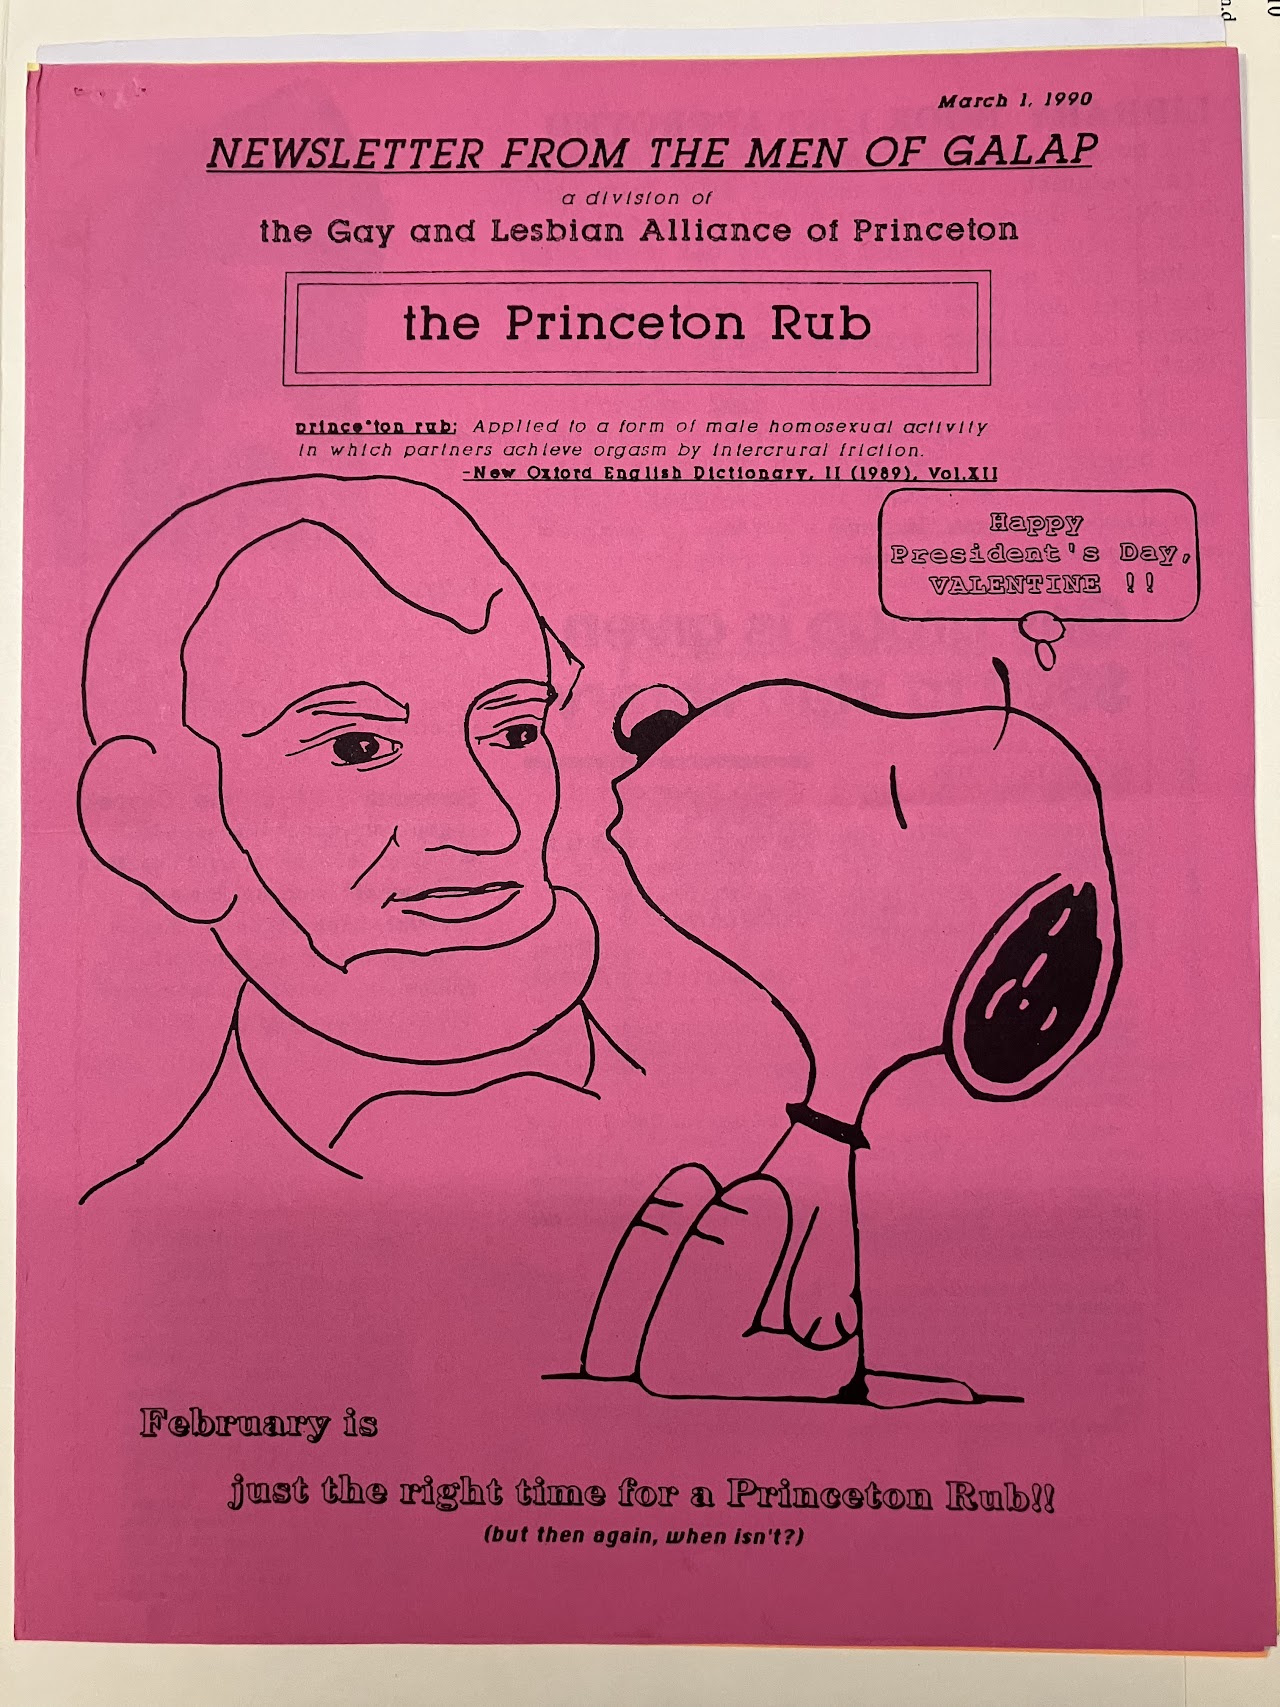 March 1, 1990
NEWSLETTER FROM THE MEN OF GALAP
a division of
the Gay and Lesbian Alliance of Princeton
the Princeton Rub
prince*ton rub: Applied to a form of male homosexual activity
in which partners achieve orgasm by intercrural friction.
-New Oxford English Dictionary, II (1989), Vol.XII
Happy
President's Day,
VALENTINE !!
February is
just the right time for a Princeton Rub!!
(but then again, when isn't?)